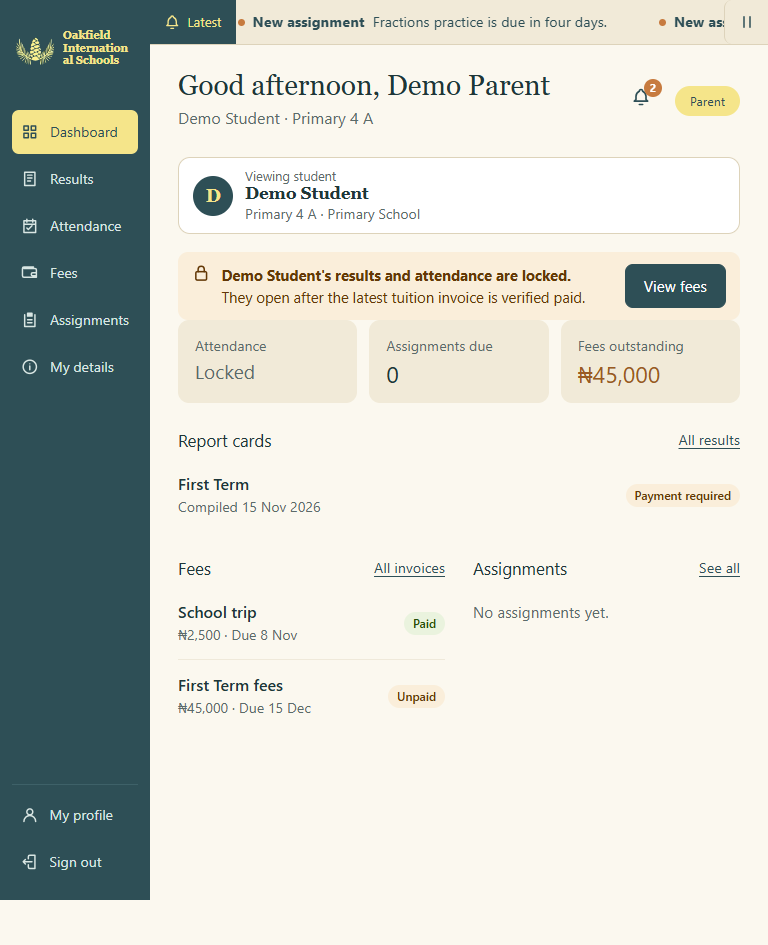 Oakfield
Internation
al Schools
Dashboard
Results
Attendance
Fees
Assignments
My details
My profile
Sign out
Latest
New assignment Fractions practice is due in four days.
New as
Good afternoon, Demo Parent
Demo Student · Primary 4 A
2
Parent
D
Viewing student
Demo Student
Primary 4 A · Primary School
Demo Student's results and attendance are locked.
They open after the latest tuition invoice is verified paid.
View fees
Attendance
Locked
Assignments due
0
Fees outstanding
₦45,000
Report cards
All results
First Term
Compiled 15 Nov 2026
Payment required
Fees
All invoices
School trip
₦2,500 · Due 8 Nov
Paid
First Term fees
₦45,000 · Due 15 Dec
Unpaid
Assignments
See all
No assignments yet.